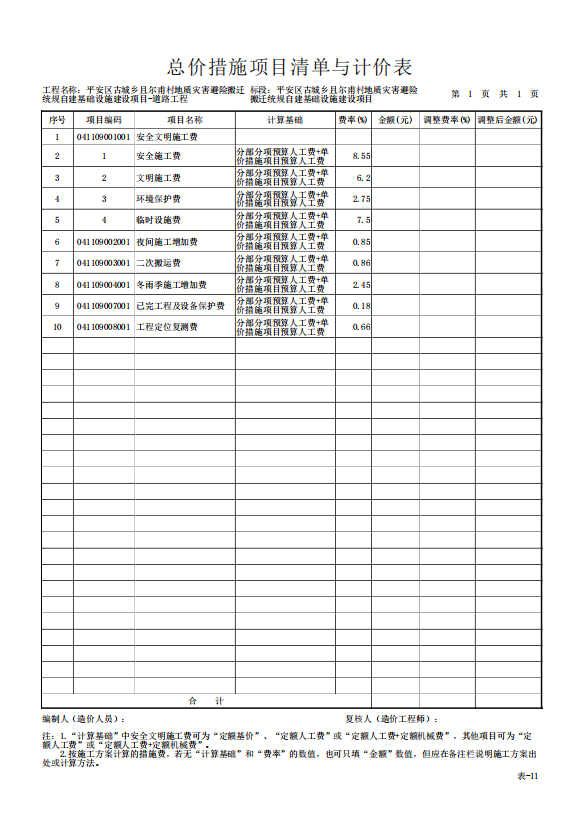 总价措施项目清单与计价表
工程名称：平安区古城乡且尔甫村地质灾害避险搬迁
统规自建基础设施建设项目-道路工程
标段：平安区古城乡且尔甫村地质灾害避险
搬迁统规自建基础设施建设项目
第 1 页 共 1 页
序号 项目编码 项目名称 计算基础 费率(%) 金额(元) 调整费率(%) 调整后金额(元)
1 041109001001 安全文明施工费
2 1 安全施工费 分部分项预算人工费+单
价措施项目预算人工费 8.55
3 2 文明施工费 分部分项预算人工费+单
价措施项目预算人工费 6.2
4 3 环境保护费 分部分项预算人工费+单
价措施项目预算人工费 2.75
5 4 临时设施费 分部分项预算人工费+单
价措施项目预算人工费 7.5
6 041109002001 夜间施工增加费 分部分项预算人工费+单
价措施项目预算人工费 0.85
7 041109003001 二次搬运费 分部分项预算人工费+单
价措施项目预算人工费 0.86
8 041109004001 冬雨季施工增加费 分部分项预算人工费+单
价措施项目预算人工费 2.45
9 041109007001 已完工程及设备保护费 分部分项预算人工费+单
价措施项目预算人工费 0.18
10 041109008001 工程定位复测费 分部分项预算人工费+单
价措施项目预算人工费 0.66
合 计
编制人（造价人员）： 复核人（造价工程师）：
注：1.“计算基础”中安全文明施工费可为“定额基价”、“定额人工费”或“定额人工费+定额机械费”，其他项目可为“定
额人工费”或“定额人工费+定额机械费”。
2.按施工方案计算的措施费，若无“计算基础”和“费率”的数值，也可只填“金额”数值，但应在备注栏说明施工方案出
处或计算方法。
表-11